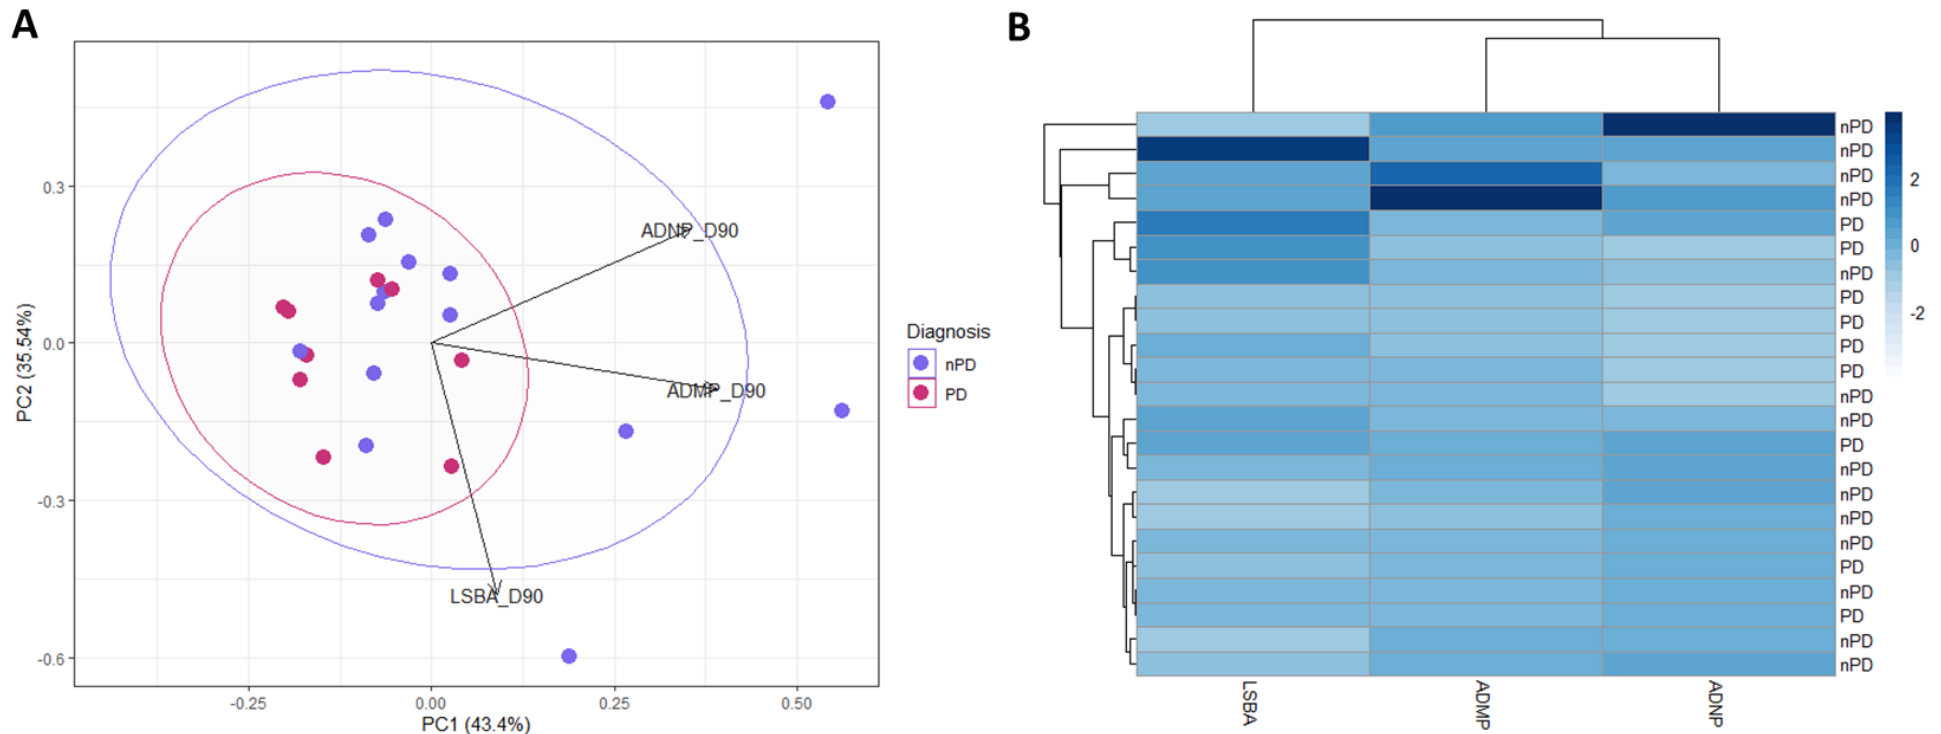 A
0.3
0.0
-0.3
-0.6
PC2 (35.54%)
ADNP_D90
ADMP_D90
LSBA_D90
-0.25
0.00
0.25
0.50
PC1 (43.4%)
Diagnosis
nPD
PD
B
nPD
nPD
nPD
nPD
PD
PD
nPD
PD
PD
PD
PD
nPD
nPD
PD
nPD
nPD
nPD
nPD
PD
nPD
PD
nPD
nPD
2
0
-2
LSBA
ADMP
ADNP